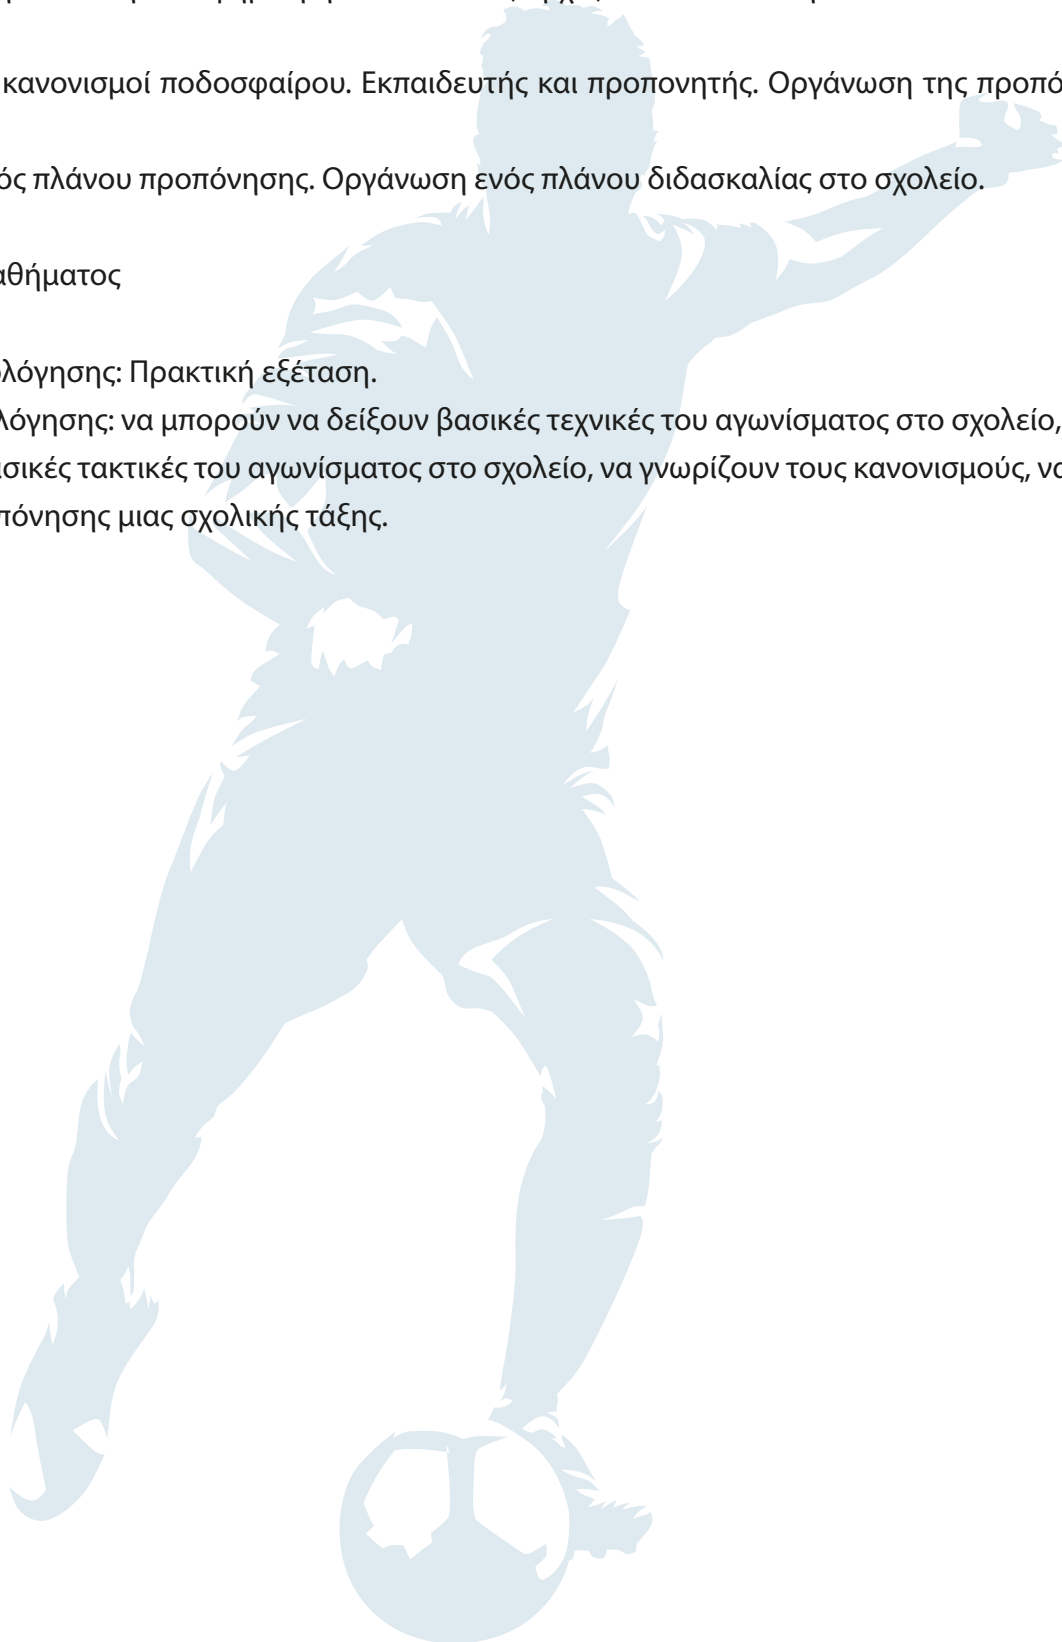 κανονισμοί ποδοσφαίρου. Εκπαιδευτής και προπονητής. Οργάνωση της προπό
ός πλάνου προπόνησης. Οργάνωση ενός πλάνου διδασκαλίας στο σχολείο.
αθήματος
λόγησης: Πρακτική εξέταση.
λόγησης: να μπορούν να δείξουν βασικές τεχνικές του αγωνίσματος στο σχολείο,
ασικές τακτικές του αγωνίσματος στο σχολείο, να γνωρίζουν τους κανονισμούς, να
πόνησης μιας σχολικής τάξης.